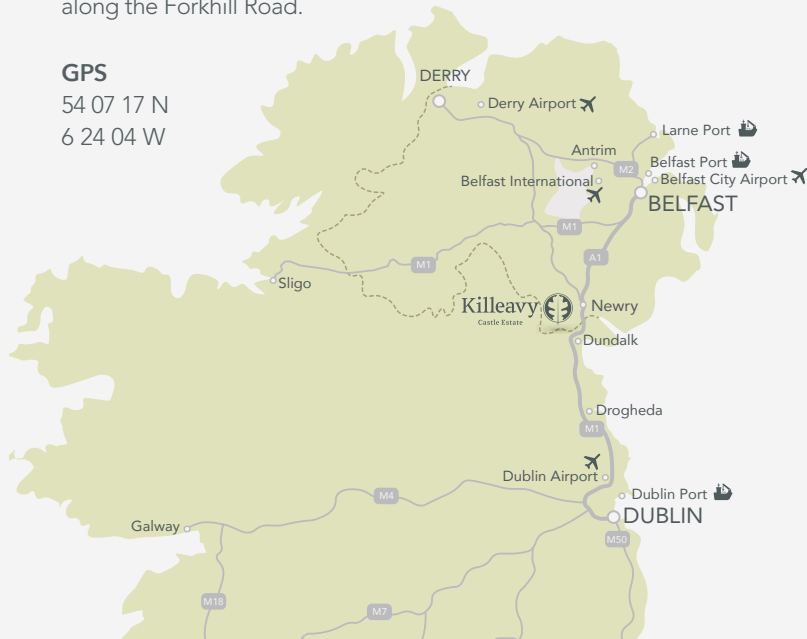 along the Forkhill Road.
GPS
54 07 17 N
6 24 04 W
DERRY
Derry Airport
Larne Port
Antrim
Belfast Port
M2
Belfast International
Belfast City Airport
BELFAST
M1
A1
M1
Sligo
Killeavy
Castle Estate
Newry
Dundalk
Drogheda
M1
Dublin Airport
M4
Dublin Port
DUBLIN
Galway
M50
M18
M7